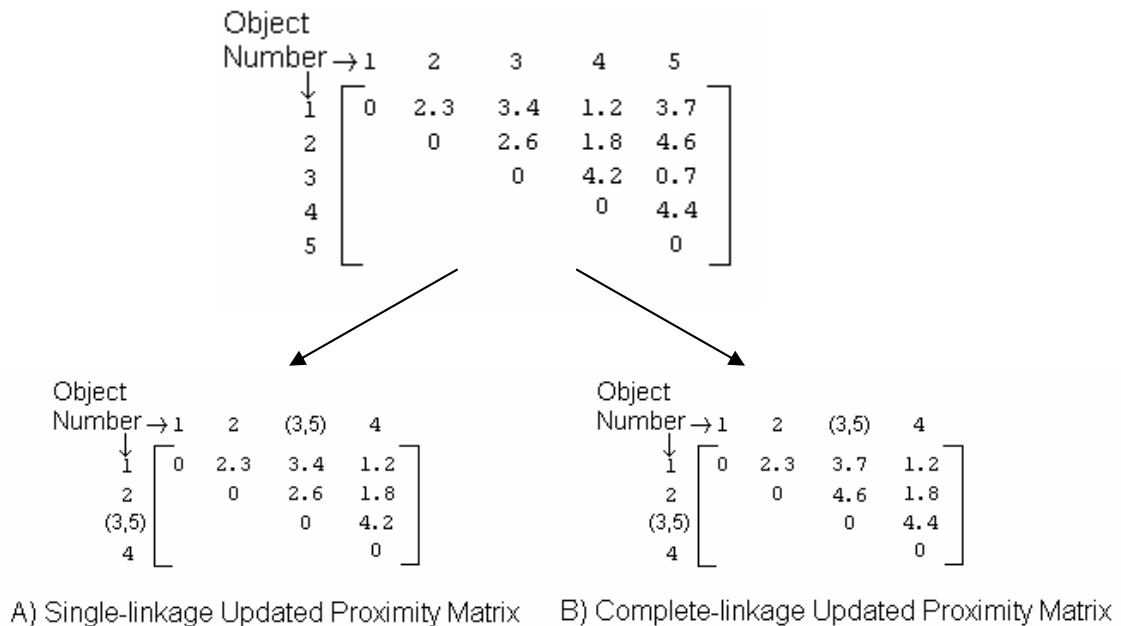 Object
Number → 1 2 3 4 5
↓
1 0 2.3 3.4 1.2 3.7
2 0 2.6 1.8 4.6
3 0 4.2 0.7
4 0 4.4
5 0
Object
Number → 1 2 (3,5) 4
↓
1 0 2.3 3.4 1.2
2 0 2.6 1.8
(3,5) 0 4.2
4 0
A) Single-linkage Updated Proximity Matrix
Object
Number → 1 2 (3,5) 4
↓
1 0 2.3 3.7 1.2
2 0 4.6 1.8
(3,5) 0 4.4
4 0
B) Complete-linkage Updated Proximity Matrix